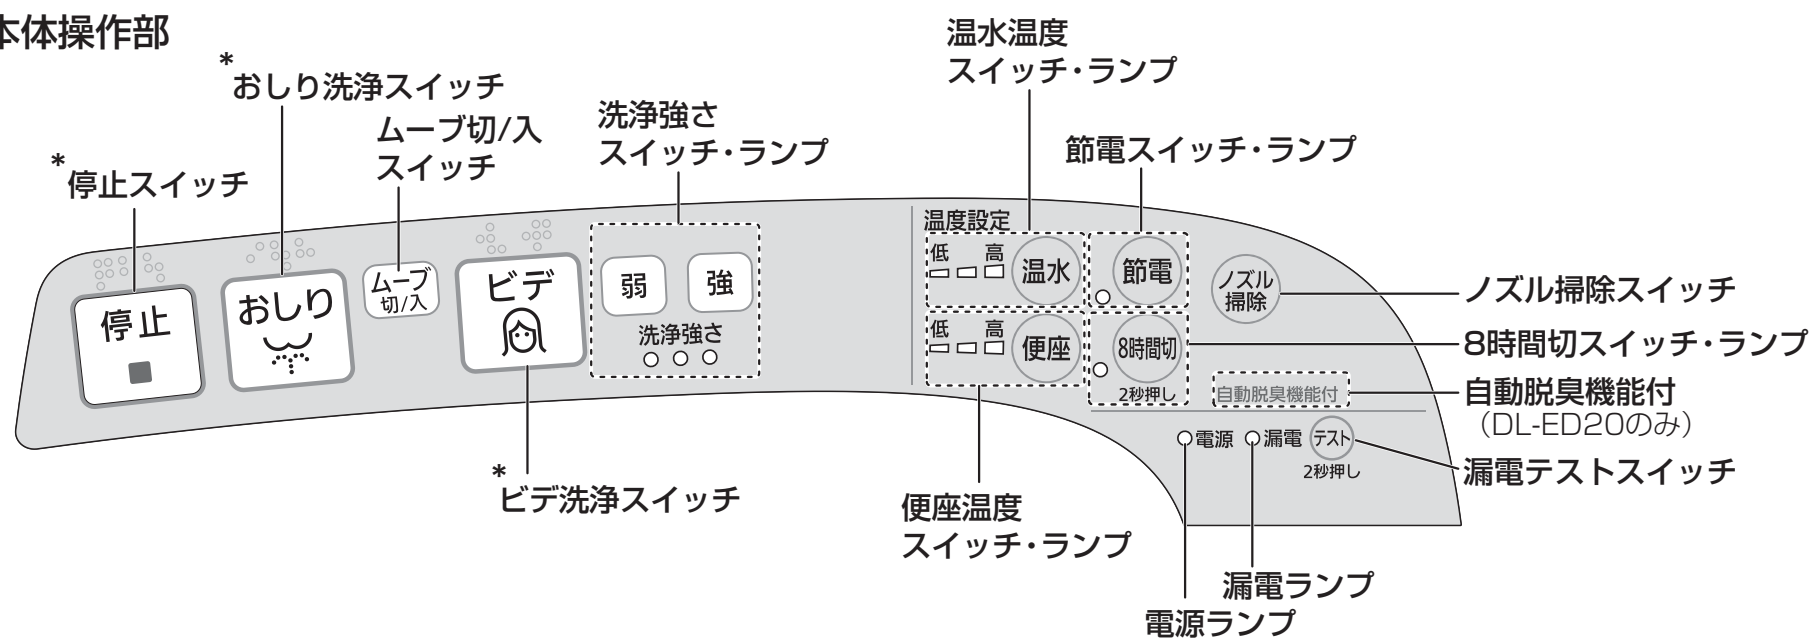 本体操作部
*
おしり洗浄スイッチ
ムーブ切/入
スイッチ
*
停止スイッチ
洗浄強さ
スイッチ・ランプ
温水温度
スイッチ・ランプ
節電スイッチ・ランプ
停止
おしり
ムーブ
切/入
ビデ
弱
強
洗浄強さ
温度設定
低
高
温水
節電
ノズル
掃除
低
高
便座
8時間切
2秒押し
自動脱臭機能付
電源
漏電
テスト
2秒押し
ノズル掃除スイッチ
8時間切スイッチ・ランプ
自動脱臭機能付
（DL-ED20のみ）
漏電テストスイッチ
*
ビデ洗浄スイッチ
便座温度
スイッチ・ランプ
漏電ランプ
電源ランプ